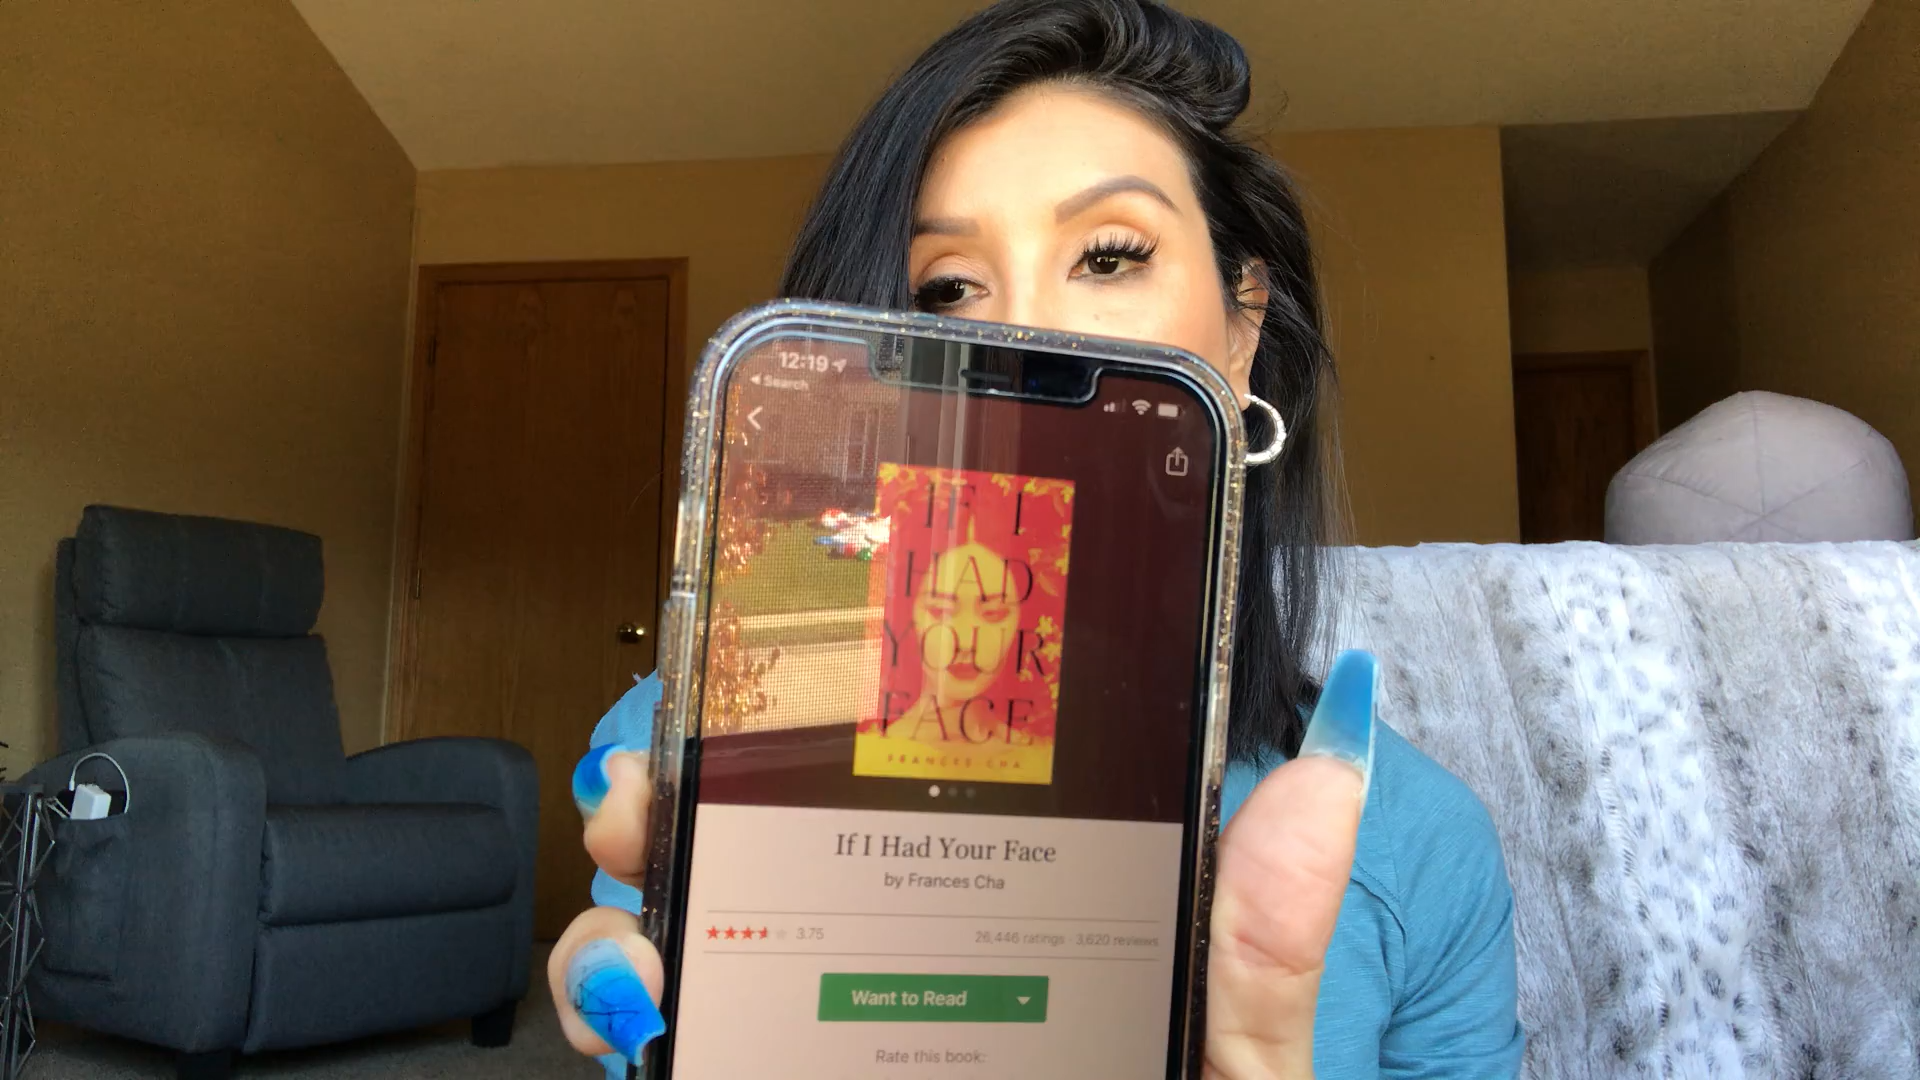 12:19
Search
IF I
HAD
YOUR
FACE
FRANCES CHA
If I Had Your Face
by Frances Cha
3.75
26,446 ratings · 3,620 reviews
Want to Read
Rate this book: